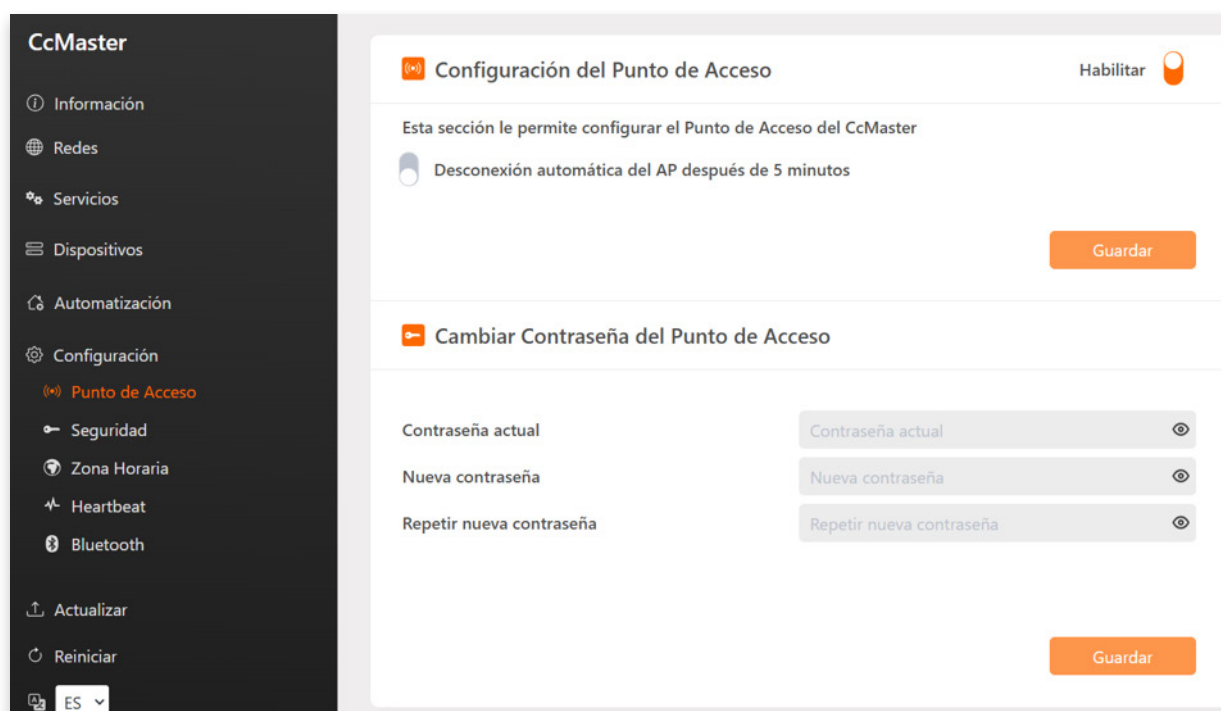 CcMaster
Información
Redes
Servicios
Dispositivos
Automatización
Configuración
Punto de Acceso
Seguridad
Zona Horaria
Heartbeat
Bluetooth
Actualizar
Reiniciar
ES
Configuración del Punto de Acceso
Habilitar
Esta sección le permite configurar el Punto de Acceso del CcMaster
Desconexión automática del AP después de 5 minutos
Guardar
Cambiar Contraseña del Punto de Acceso
Contraseña actual
Contraseña actual
Nueva contraseña
Nueva contraseña
Repetir nueva contraseña
Repetir nueva contraseña
Guardar